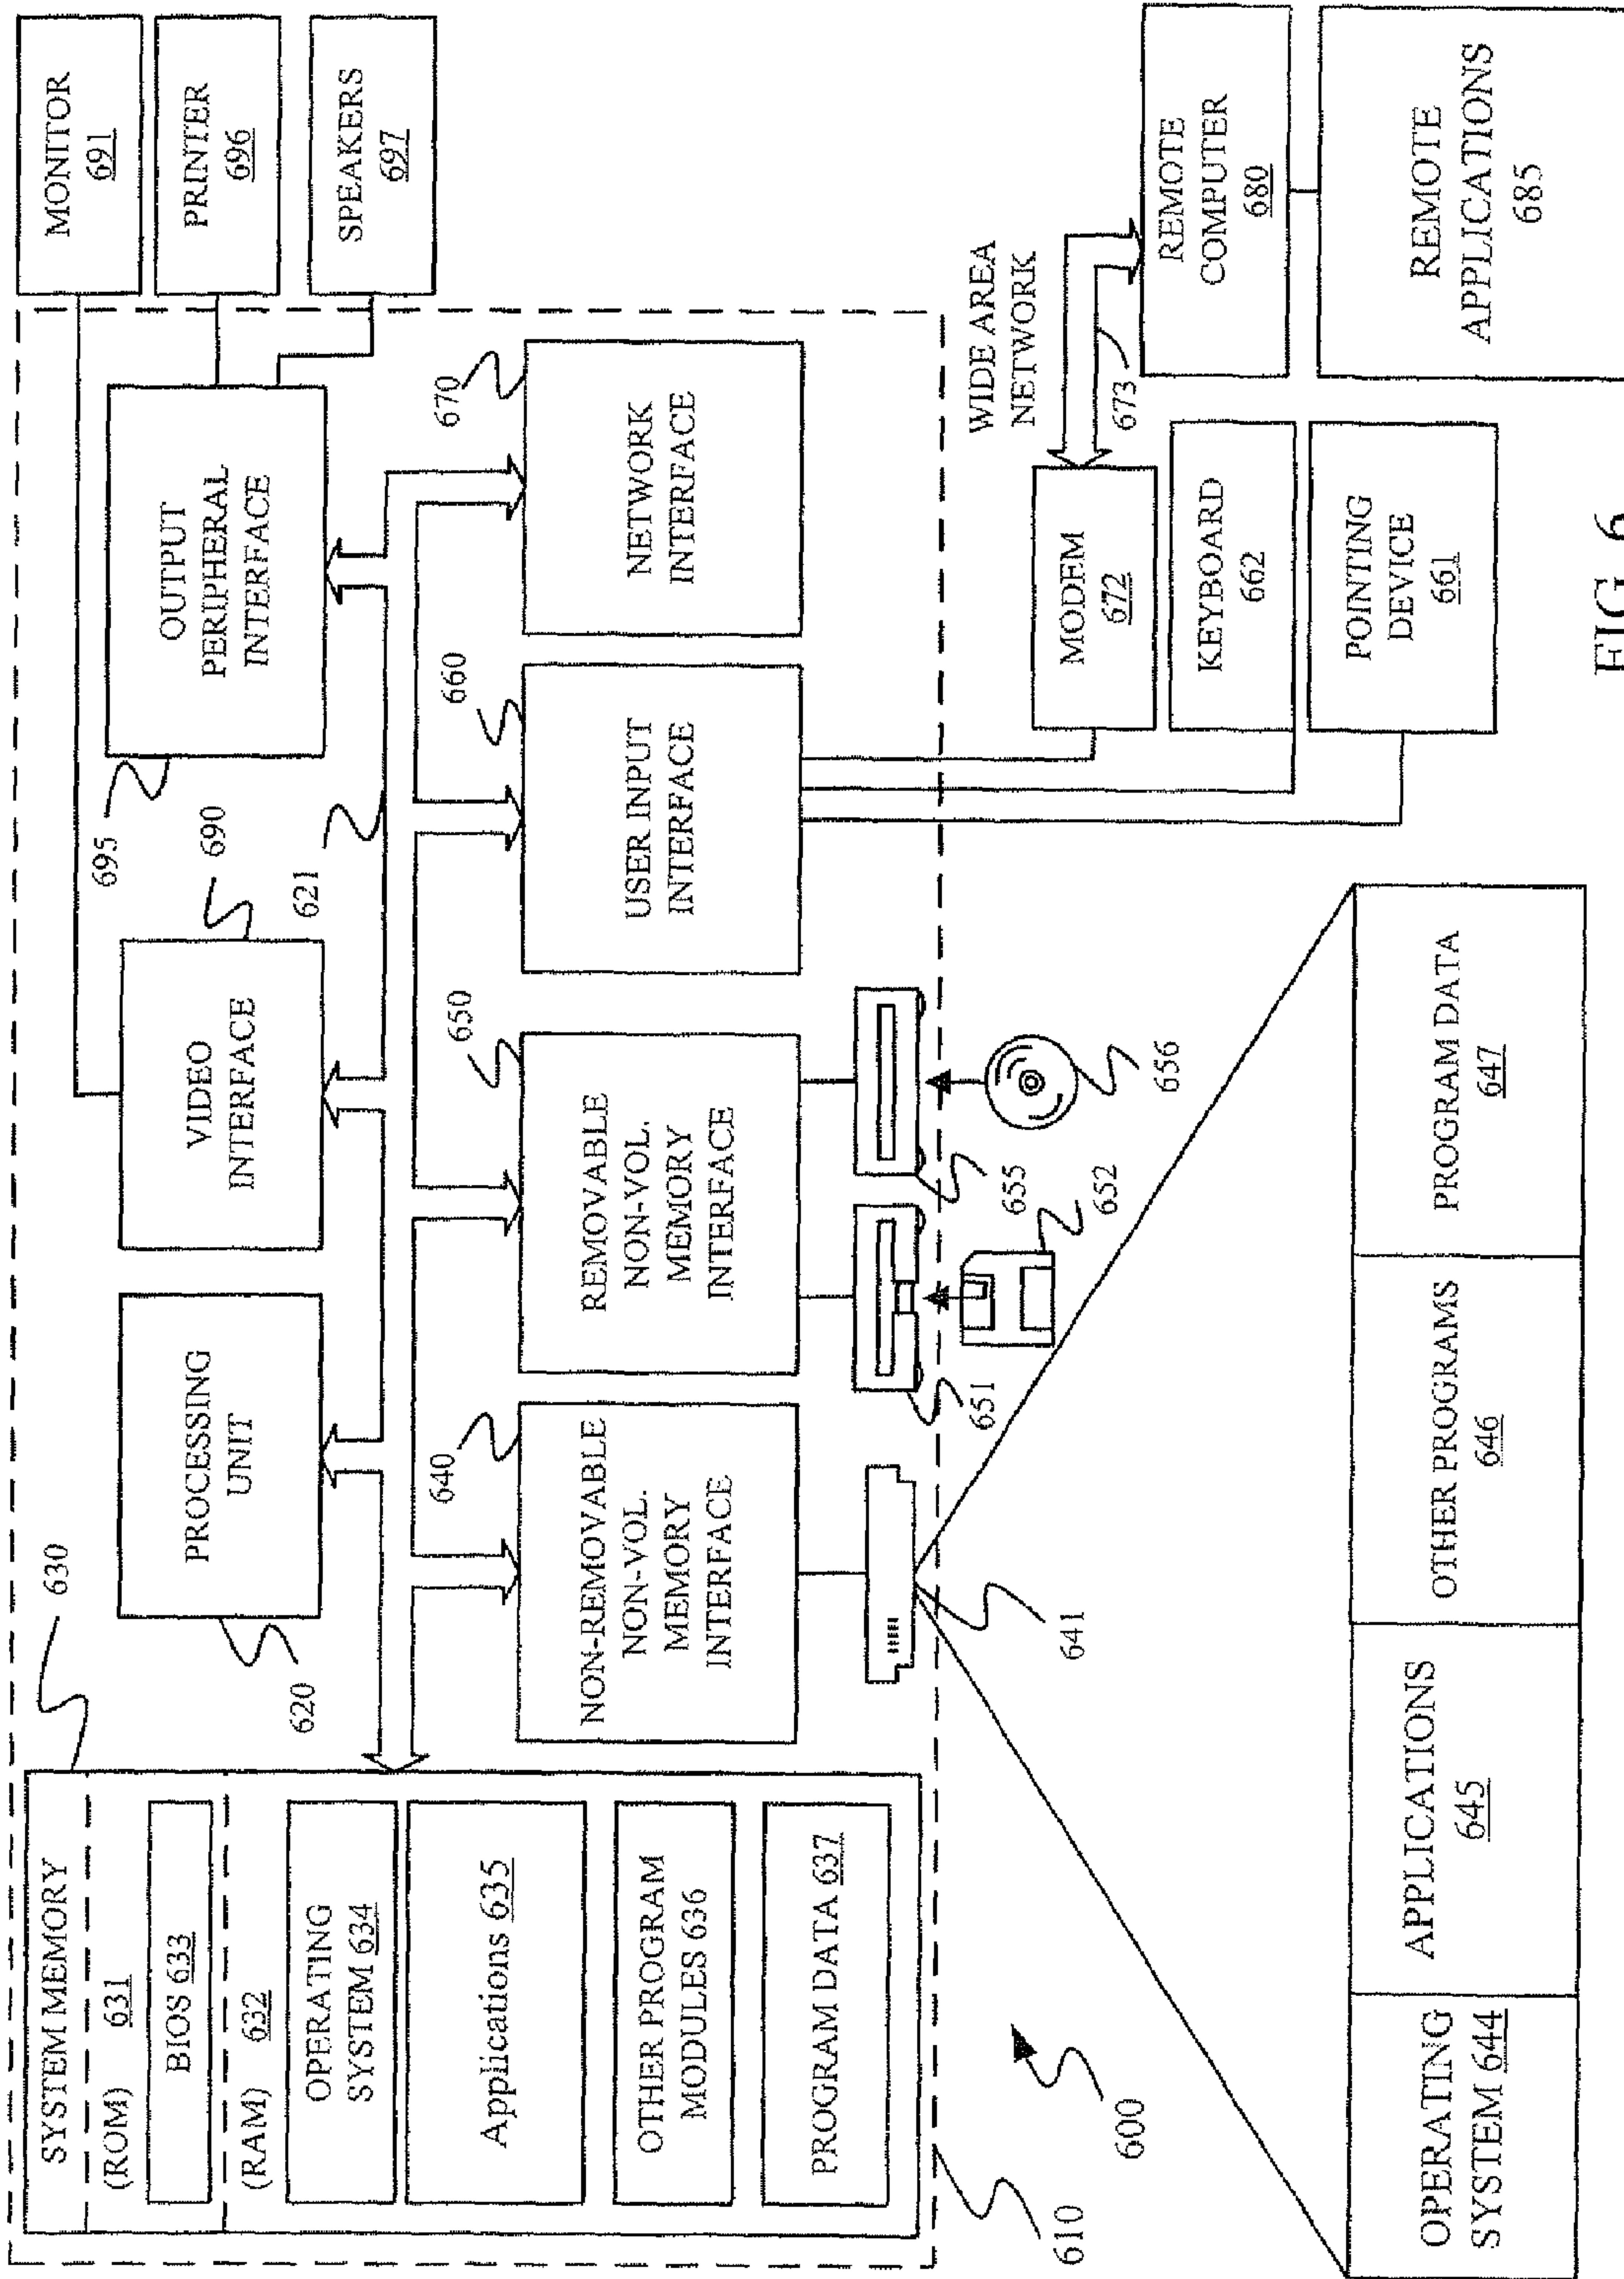 SYSTEM MEMORY
(ROM) 631
BIOS 633
(RAM) 632
OPERATING
SYSTEM 634
Applications 635
OTHER PROGRAM
MODULES 636
PROGRAM DATA 637
630
PROCESSING
UNIT
620
VIDEO
INTERFACE
690
621
OUTPUT
PERIPHERAL
INTERFACE
695
MONITOR
691
PRINTER
696
SPEAKERS
697
NON-REMOVABLE
NON-VOL.
MEMORY
INTERFACE
640
REMOVABLE
NON-VOL.
MEMORY
INTERFACE
650
USER INPUT
INTERFACE
660
NETWORK
INTERFACE
670
641
651
652
655
656
610
600
WIDE AREA
NETWORK
673
MODEM
672
KEYBOARD
662
POINTING
DEVICE
661
REMOTE
COMPUTER
680
REMOTE
APPLICATIONS
685
OPERATING
SYSTEM 644
APPLICATIONS
645
OTHER PROGRAMS
646
PROGRAM DATA
647
FIG 6